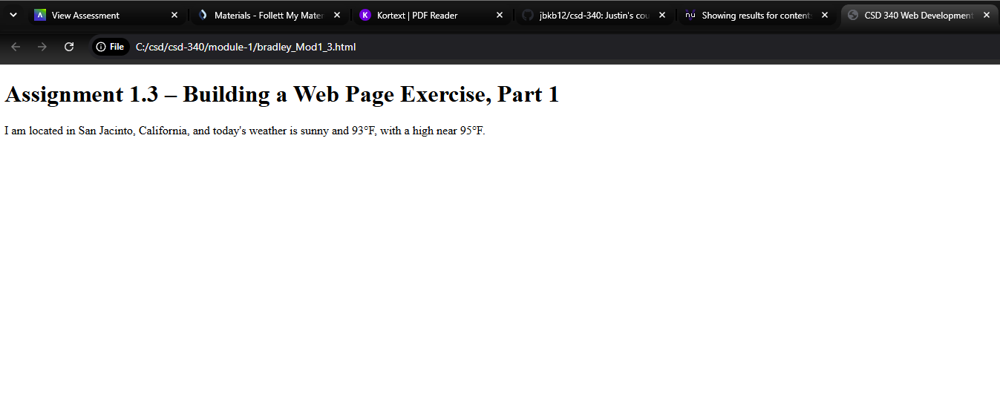 View Assessment
Materials - Follett My Mater
Kortext | PDF Reader
jbkb12/csd-340: Justin's cou
nu Showing results for content
CSD 340 Web Development
File C:/csd/csd-340/module-1/bradley_Mod1_3.html
Assignment 1.3 – Building a Web Page Exercise, Part 1
I am located in San Jacinto, California, and today's weather is sunny and 93°F, with a high near 95°F.